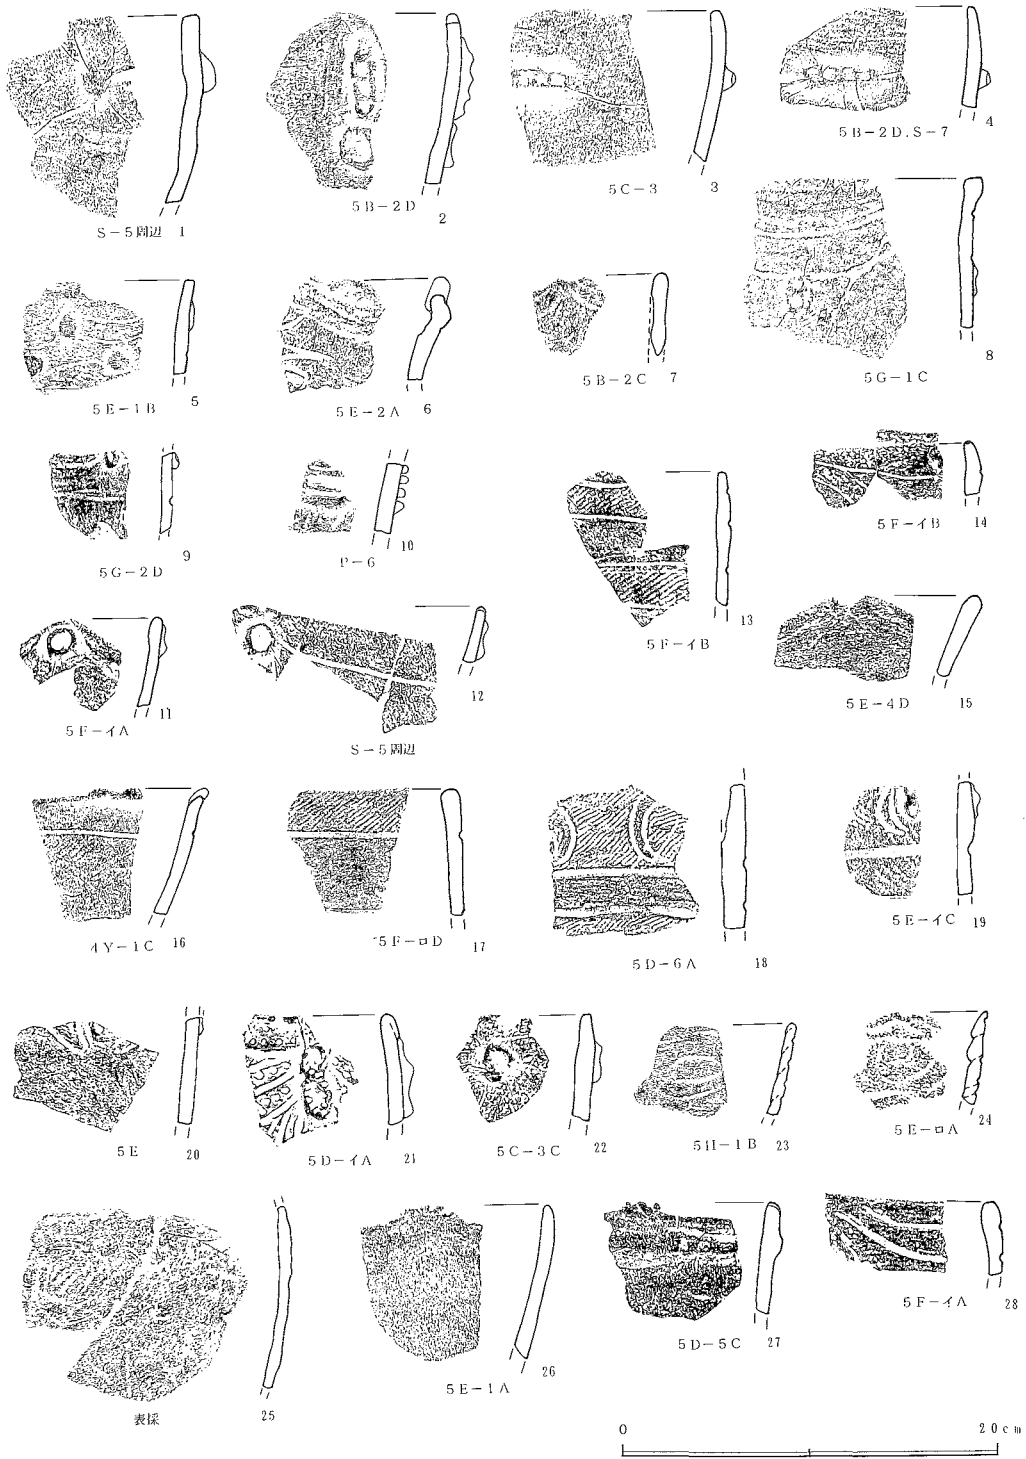 S-5周辺 1
5B-2D 2
5C-3 3
5B-2D.S-7 4
5E-1B 5
5E-2A 6
5B-2C 7
5G-1C 8
5G-2D 9
P-6 10
5F-イA 11
S-5周辺 12
5F-イB 13
5F-イB 14
5E-4D 15
4Y-1C 16
5F-ロD 17
5D-6A 18
5E-イC 19
5E 20
5D-イA 21
5C-3C 22
5H-1B 23
5E-ロA 24
表採 25
5E-1A 26
5D-5C 27
5F-イA 28
0 20cm